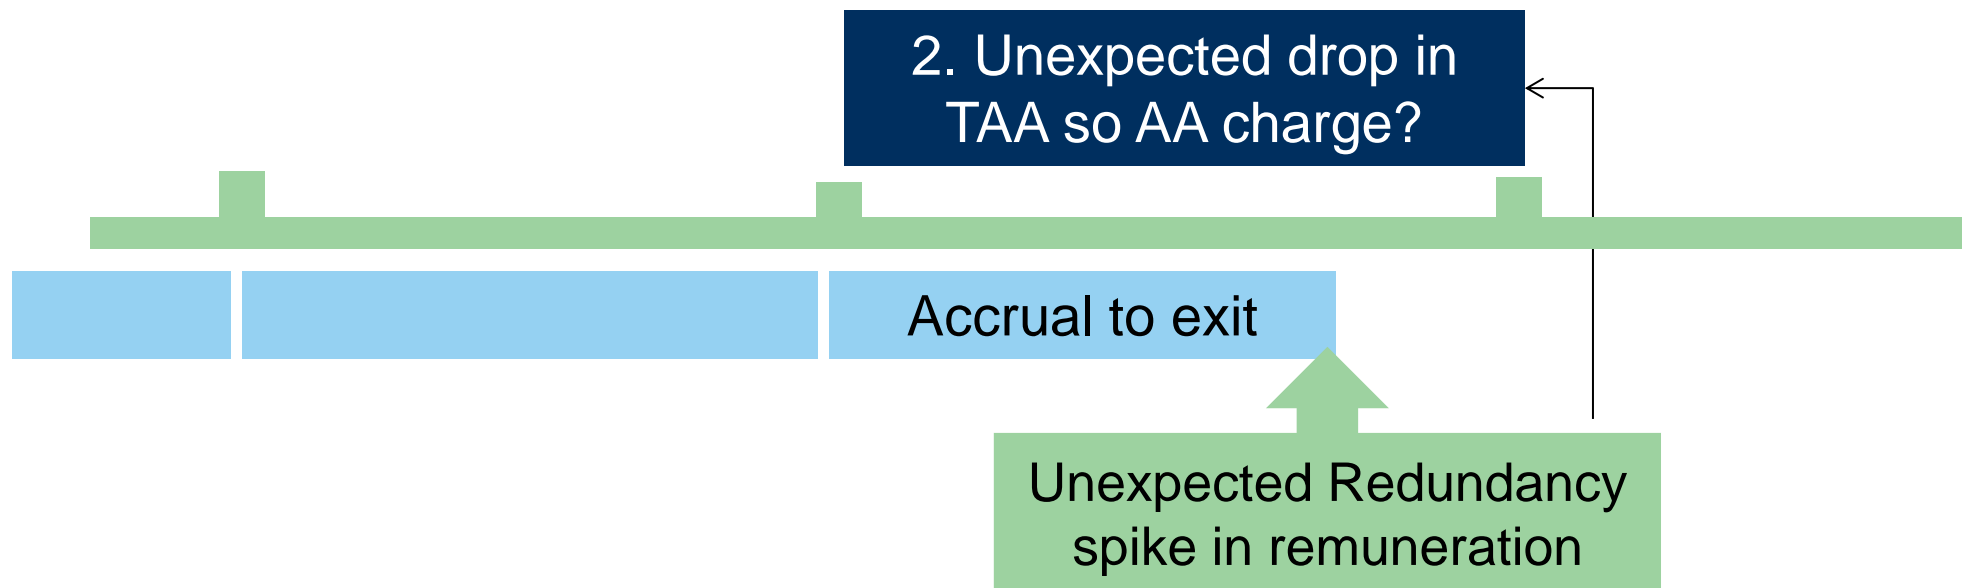 2. Unexpected drop in
TAA so AA charge?
Accrual to exit
Unexpected Redundancy
spike in remuneration